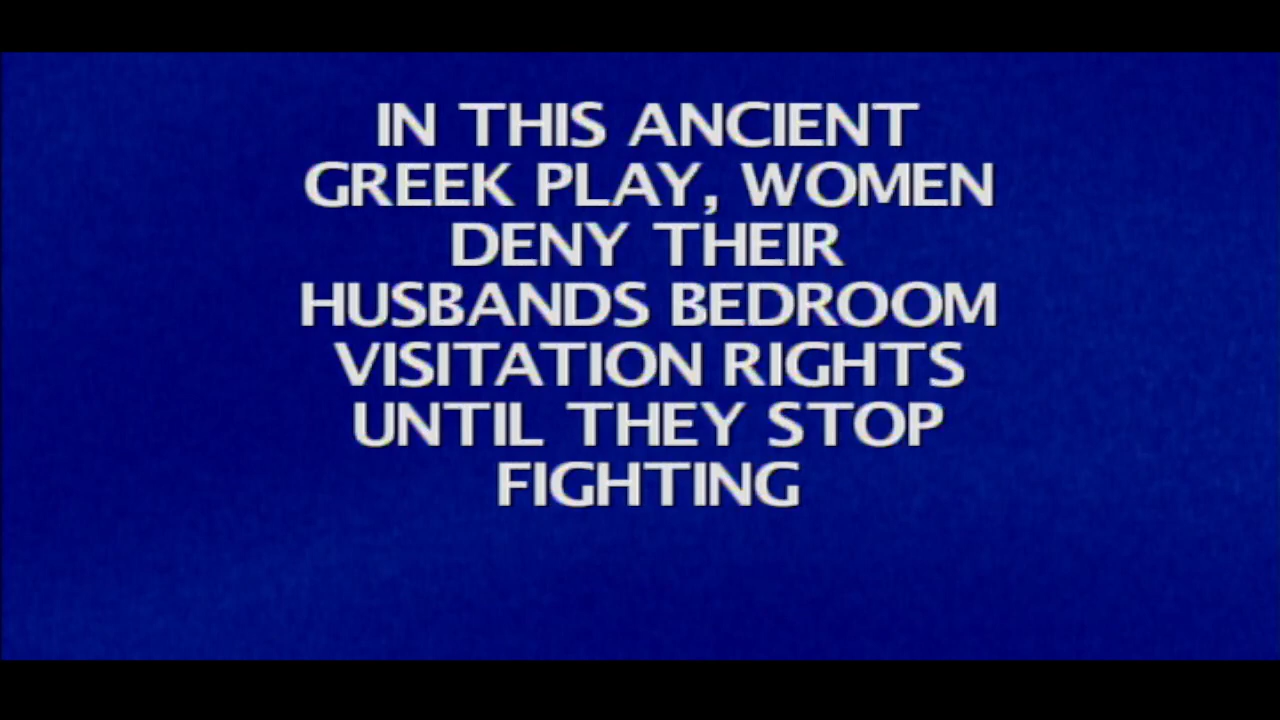 IN THIS ANCIENT
GREEK PLAY, WOMEN
DENY THEIR
HUSBANDS BEDROOM
VISITATION RIGHTS
UNTIL THEY STOP
FIGHTING